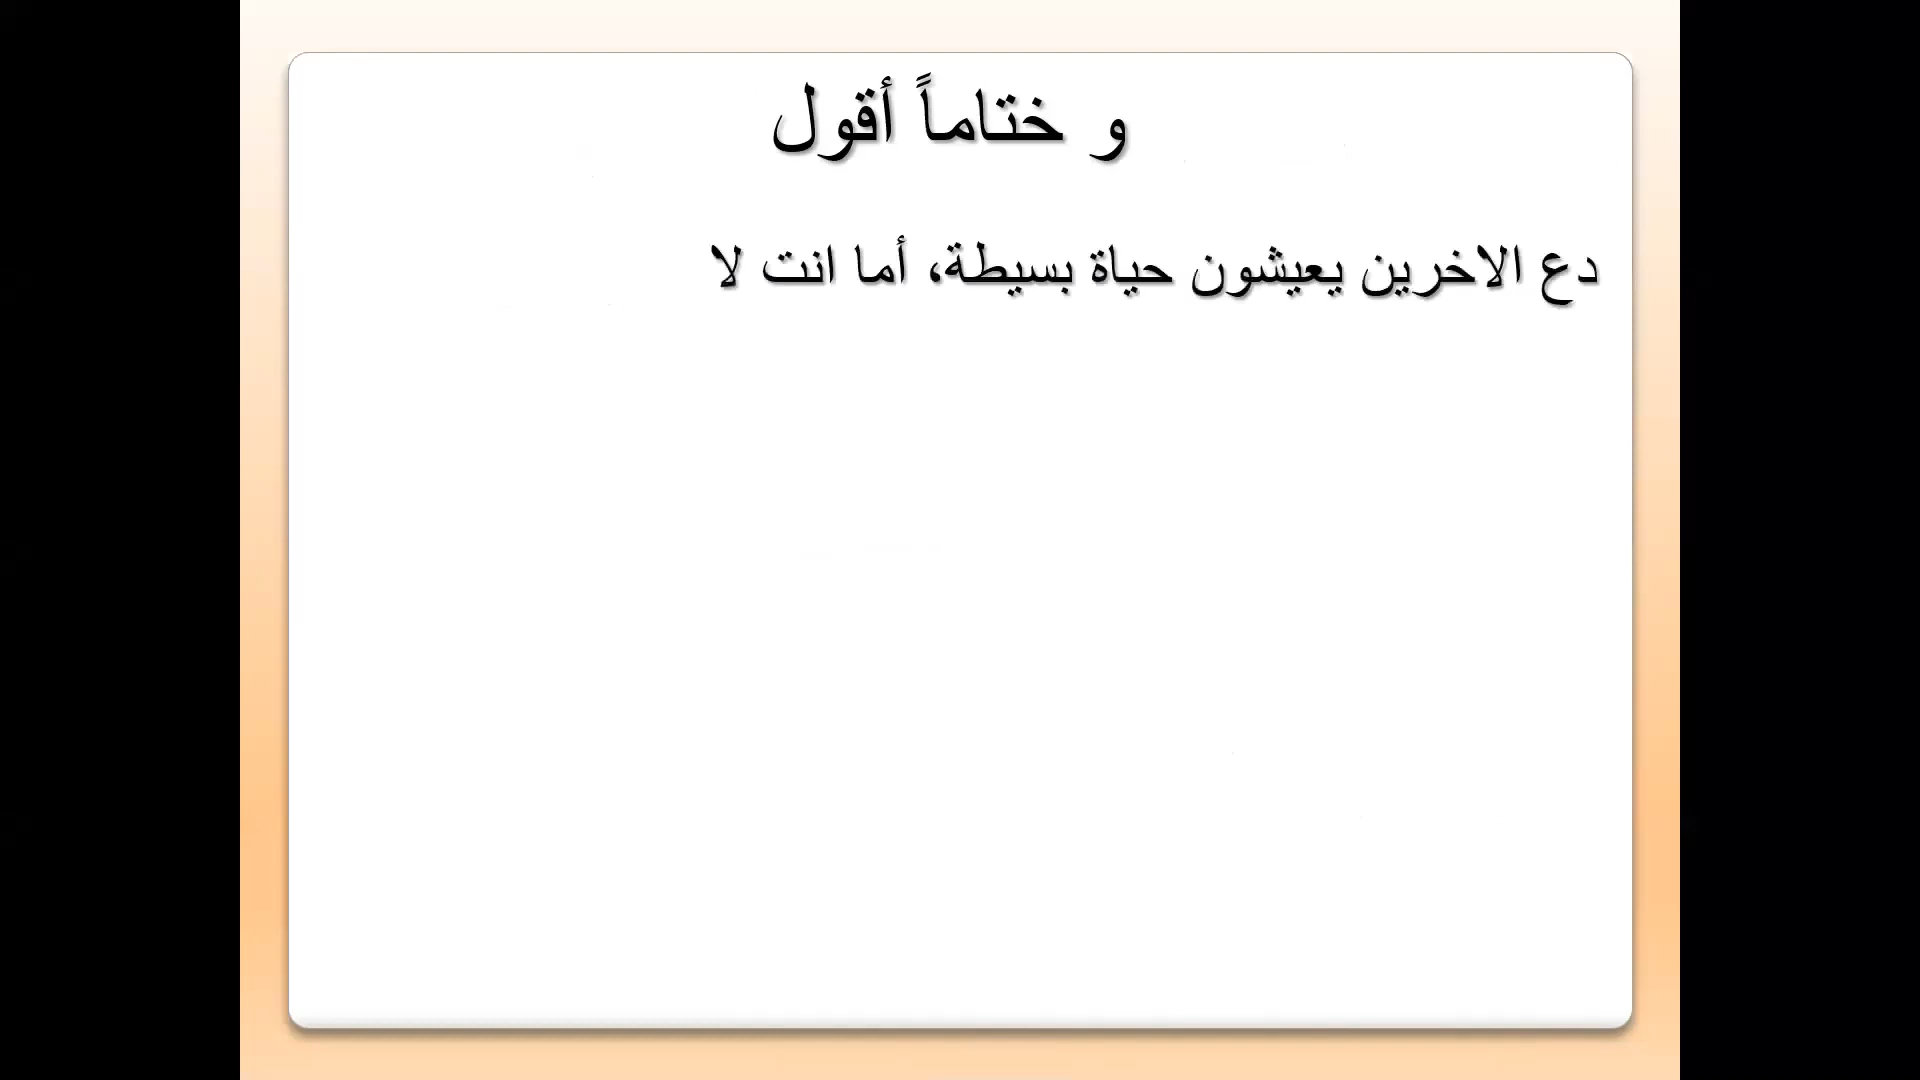 و ختاماً أقول
دع الاخرين يعيشون حياة بسيطة، أما انت لا